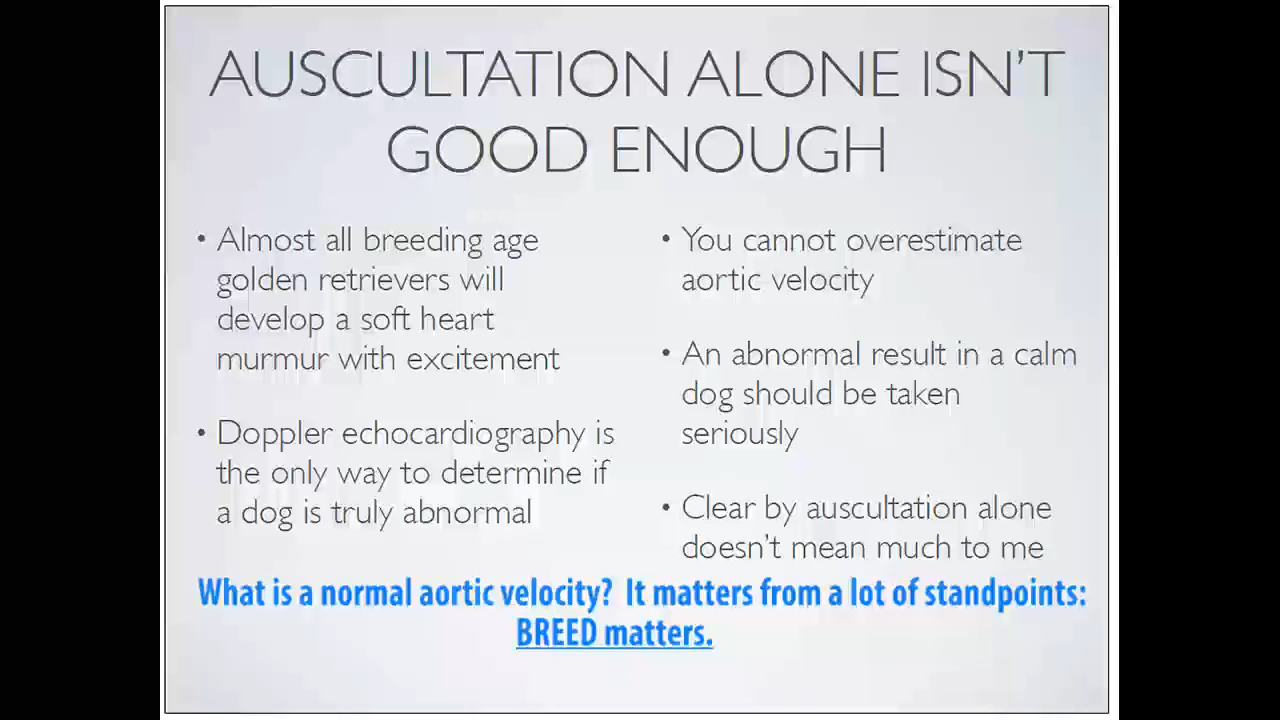 AUSCULTATION ALONE ISN'T
GOOD ENOUGH
• Almost all breeding age
golden retrievers will
develop a soft heart
murmur with excitement
• Doppler echocardiography is
the only way to determine if
a dog is truly abnormal
• You cannot overestimate
aortic velocity
• An abnormal result in a calm
dog should be taken
seriously
• Clear by auscultation alone
doesn't mean much to me
What is a normal aortic velocity?  It matters from a lot of standpoints:
BREED matters.